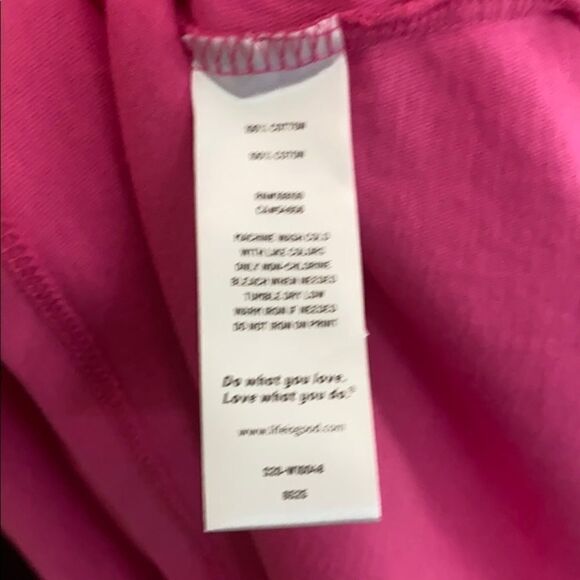 100% COTTON
100% COTTON
MACHINE WASH COLD
WITH LIKE COLORS
ONLY NON-CHLORINE
BLEACH WHEN NEEDED
TUMBLE DRY LOW
WARM IRON IF NEEDED
DO NOT IRON ON PRINT
Do what you love.
Love what you do.®
www.lifeisgood.com